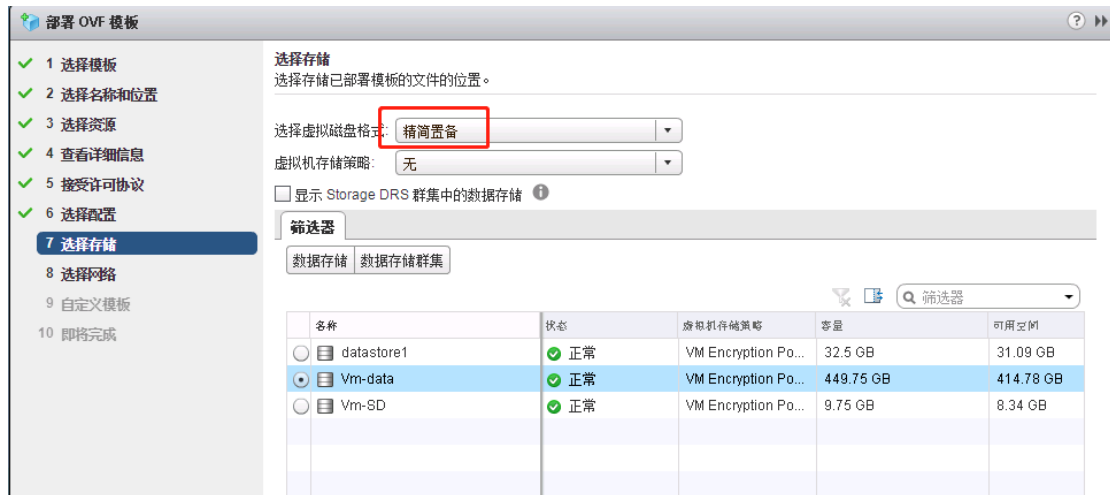 部署 OVF 模板
1 选择模板
2 选择名称和位置
3 选择资源
4 查看详细信息
5 接受许可协议
6 选择配置
7 选择存储
8 选择网络
9 自定义模板
10 即将完成
选择存储
选择存储已部署模板的文件的位置。
选择虚拟磁盘格式: 精简置备
虚拟机存储策略: 无
显示 Storage DRS 群集中的数据存储
筛选器
数据存储 数据存储群集
筛选器
名称 状态 虚拟机存储策略 容量 可用空间
datastore1 正常 VM Encryption Po... 32.5 GB 31.09 GB
Vm-data 正常 VM Encryption Po... 449.75 GB 414.78 GB
Vm-SD 正常 VM Encryption Po... 9.75 GB 8.34 GB